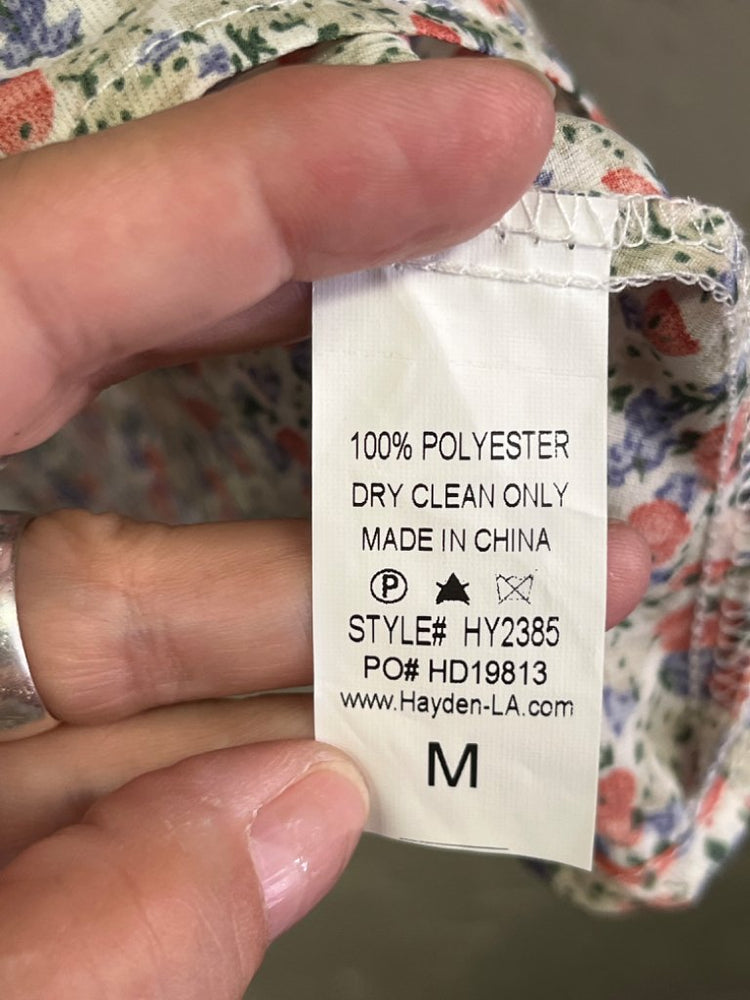 100% POLYESTER
DRY CLEAN ONLY
MADE IN CHINA
P
STYLE# HY2385
PO# HD19813
www.Hayden-LA.com
M